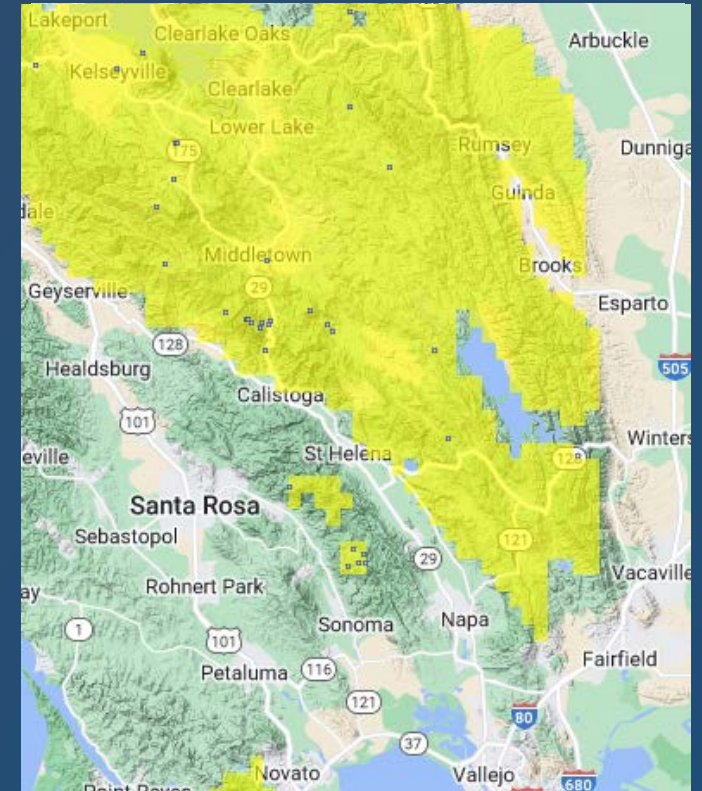 Lakeport
Clearlake Oaks
Arbuckle
Kelseyville
Clearlake
Lower Lake
Rumsey
175
Dunniga
Guinda
dale
Middletown
Brooks
29
Geyserville
Esparto
128
Healdsburg
505
Calistoga
101
Winters
eville
St Helena
128
Santa Rosa
Sebastopol
121
29
Vacaville
Rohnert Park
ay
Napa
Sonoma
1
101
Fairfield
116
Petaluma
121
80
37
Novato
Vallejo
680
Point Reyes